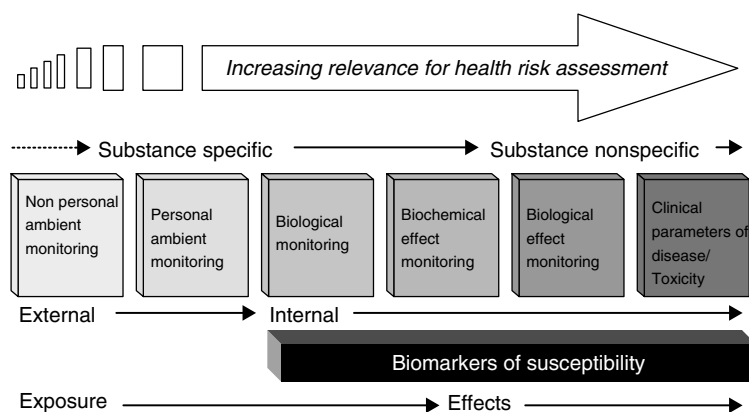 Increasing relevance for health risk assessment
Substance specific
Substance nonspecific
Non personal
ambient
monitoring
Personal
ambient
monitoring
Biological
monitoring
Biochemical
effect
monitoring
Biological
effect
monitoring
Clinical
parameters of
disease/
Toxicity
External
Internal
Biomarkers of susceptibility
Exposure
Effects